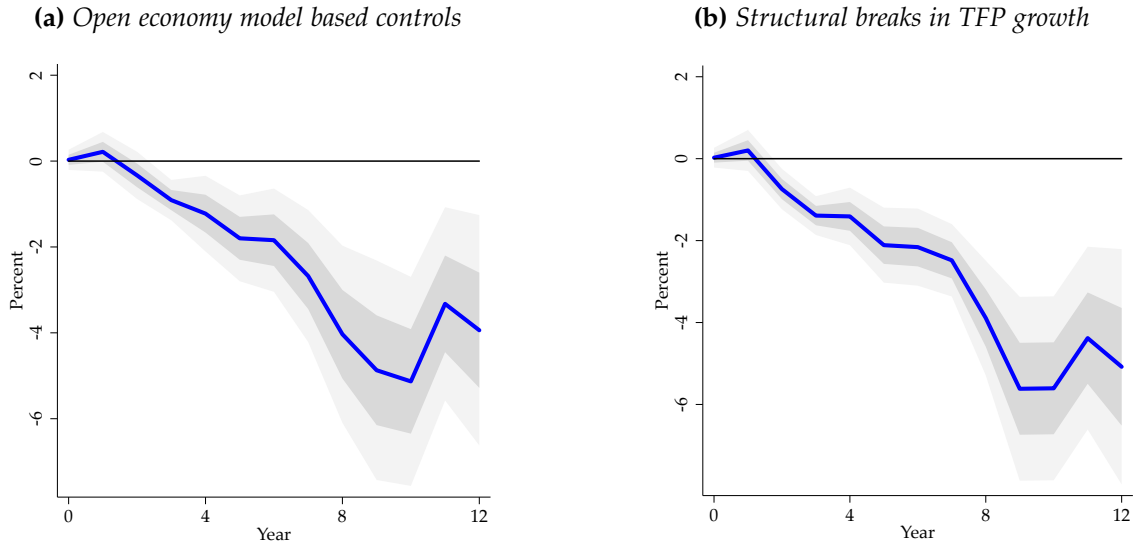 (a) Open economy model based controls
2
0
-2
-4
-6
Percent
0 4 8 12
Year
(b) Structural breaks in TFP growth
2
0
-2
-4
-6
Percent
0 4 8 12
Year